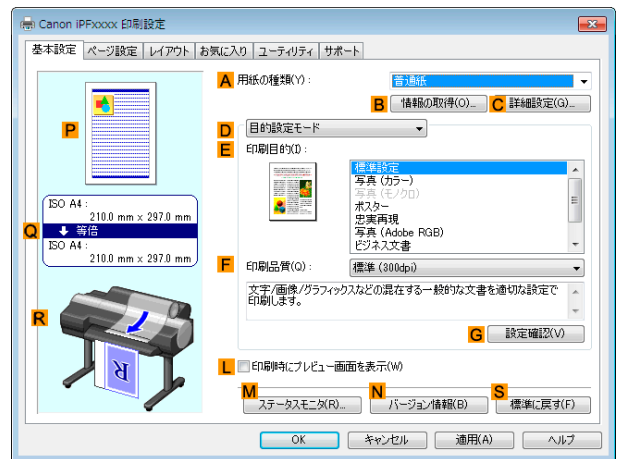 Canon iPFxxxx 印刷設定
基本設定 ページ設定 レイアウト お気に入り ユーティリティ サポート
A 用紙の種類(Y): 普通紙
B 情報の取得(O)... C 詳細設定(G)...
P
D 目的設定モード
E 印刷目的(I):
標準設定
写真 (カラー)
写真 (モノクロ)
ポスター
忠実再現
写真 (Adobe RGB)
ビジネス文書
ISO A4 :
210.0 mm x 297.0 mm
Q 等倍
ISO A4 :
210.0 mm x 297.0 mm
F 印刷品質(Q): 標準 (300dpi)
文字/画像/グラフィックスなどの混在する一般的な文書を適切な設定で
印刷します。
R
G 設定確認(V)
R
L 印刷時にプレビュー画面を表示(W)
M N S
ステータスモニタ(R)... バージョン情報(B) 標準に戻す(F)
OK キャンセル 適用(A) ヘルプ